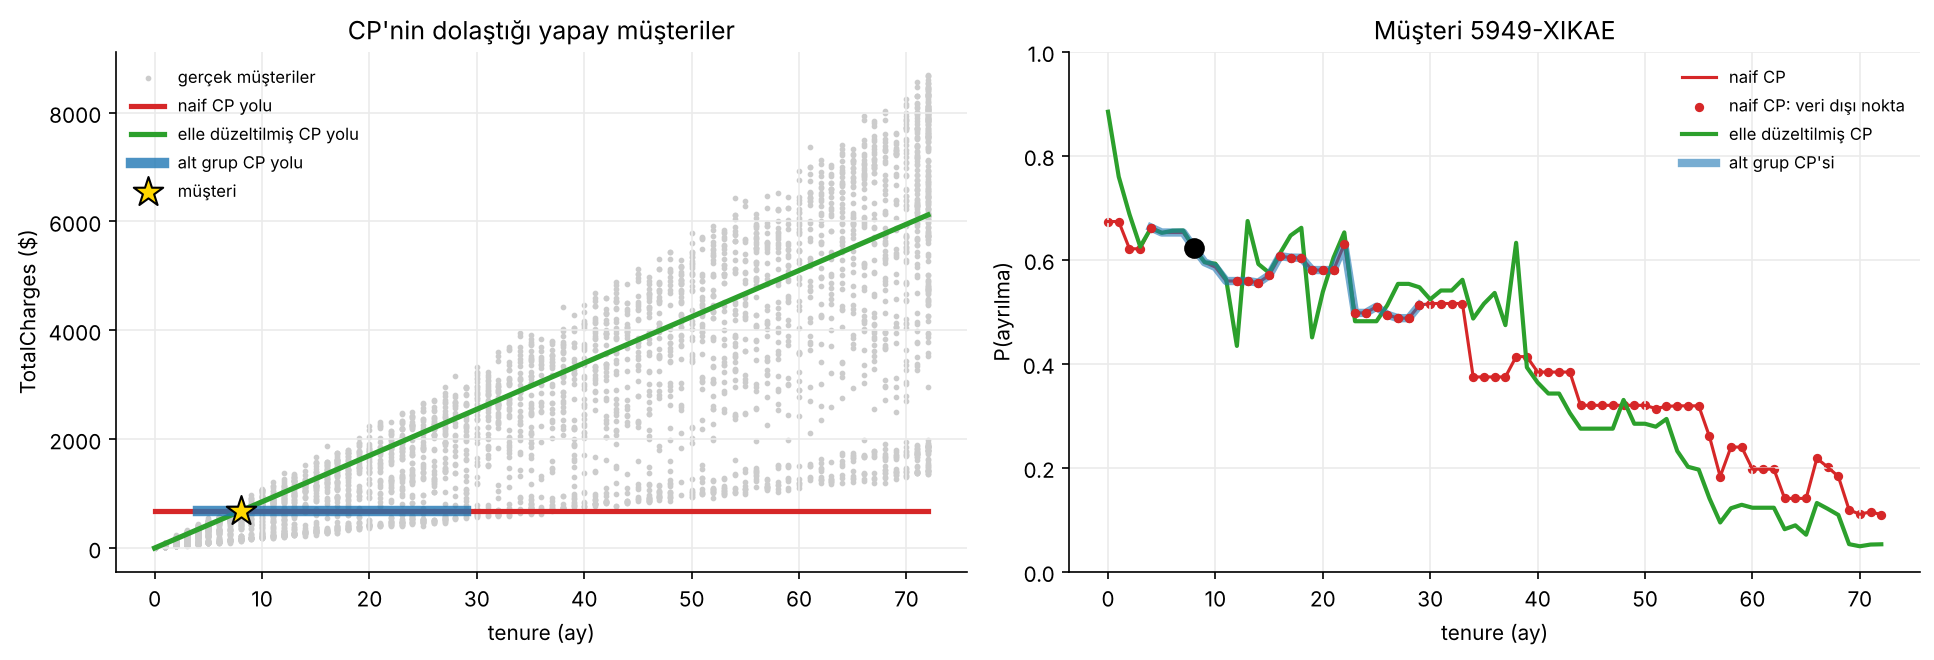 CP'nin dolaştığı yapay müşteriler
gerçek müşteriler
naif CP yolu
elle düzeltilmiş CP yolu
alt grup CP yolu
müşteri
TotalCharges ($)
8000
6000
4000
2000
0
0 10 20 30 40 50 60 70
tenure (ay)
Müşteri 5949-XIKAE
naif CP
naif CP: veri dışı nokta
elle düzeltilmiş CP
alt grup CP'si
P(ayrılma)
1.0
0.8
0.6
0.4
0.2
0.0
0 10 20 30 40 50 60 70
tenure (ay)